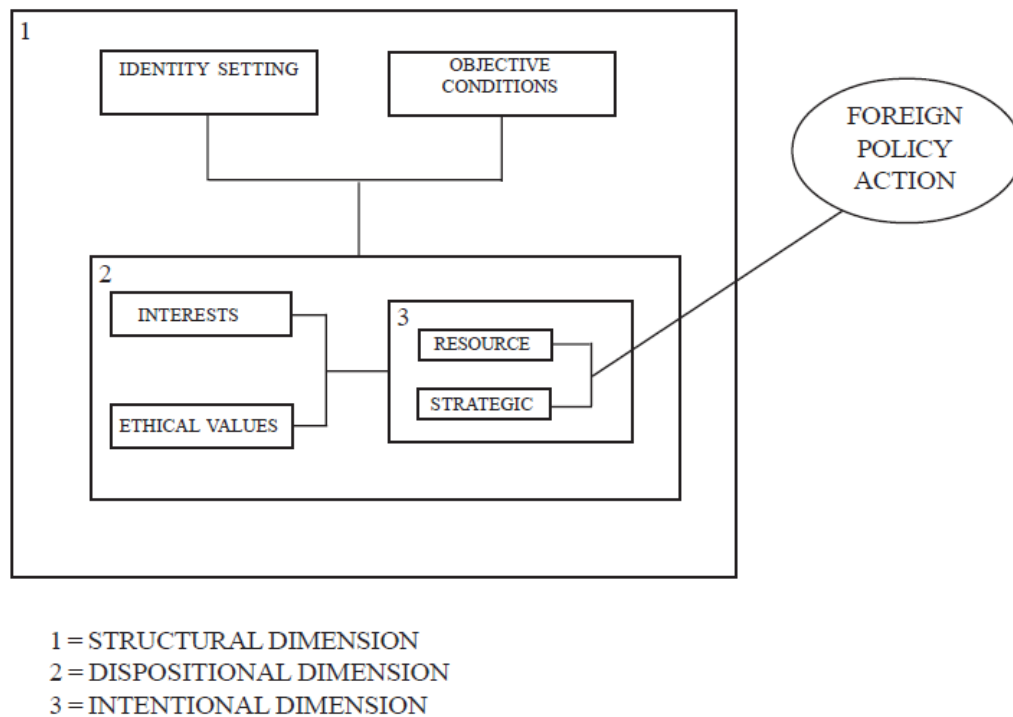 1
IDENTITY SETTING
OBJECTIVE
CONDITIONS
FOREIGN
POLICY
ACTION
2
INTERESTS
3
RESOURCE
STRATEGIC
ETHICAL VALUES
1 = STRUCTURAL DIMENSION
2 = DISPOSITIONAL DIMENSION
3 = INTENTIONAL DIMENSION